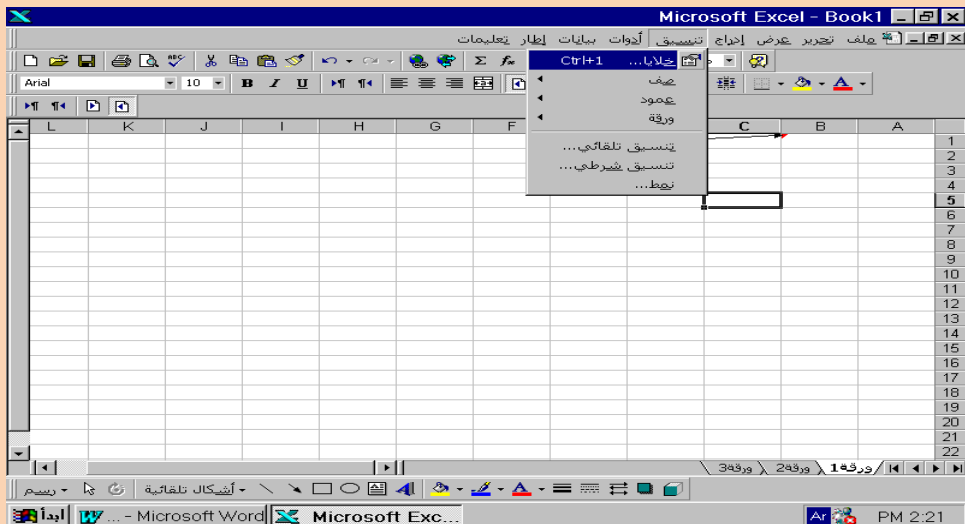 Microsoft Excel - Book1
ملف تحرير عرض إدراج تنسيق أدوات بيانات إطار تعليمات
خلايا... Ctrl+1
صف
عمود
ورقة
تنسيق تلقائي...
تنسيق شرطي...
نمط...
Arial 10 B I U
A B C F G H I J K L
1
2
3
4
5
6
7
8
9
10
11
12
13
14
15
16
17
18
19
20
21
22
ورقة1 ورقة2 ورقة3
رسم أشكال تلقائية
ابدأ ... - Microsoft Word Microsoft Exc... Ar PM 2:21